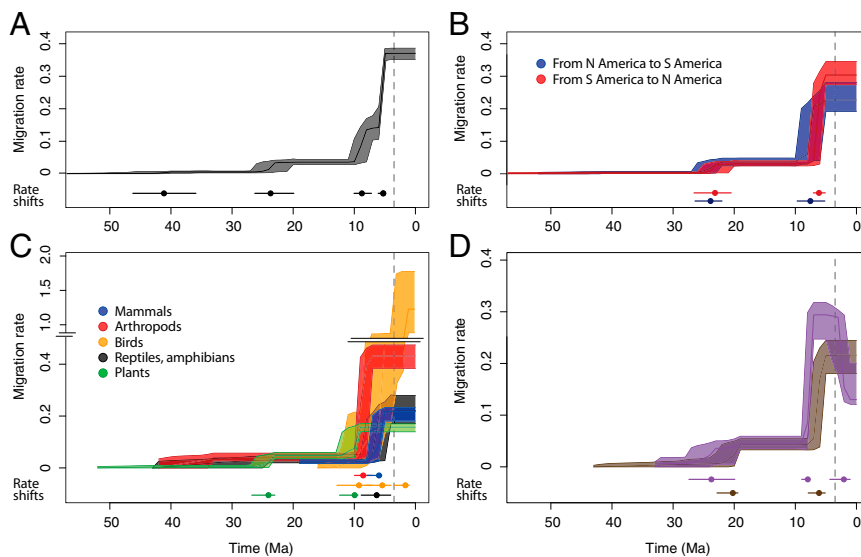 A
Migration rate
0.4
0.3
0.2
0.1
0
Rate shifts
50
40
30
20
10
0
B
Migration rate
0.4
0.3
0.2
0.1
0
From N America to S America
From S America to N America
Rate shifts
50
40
30
20
10
0
C
Migration rate
2.0
1.5
1.0
0.4
0.2
0
Mammals
Arthropods
Birds
Reptiles, amphibians
Plants
Rate shifts
50
40
30
20
10
0
Time (Ma)
D
Migration rate
0.4
0.3
0.2
0.1
0
Rate shifts
50
40
30
20
10
0
Time (Ma)